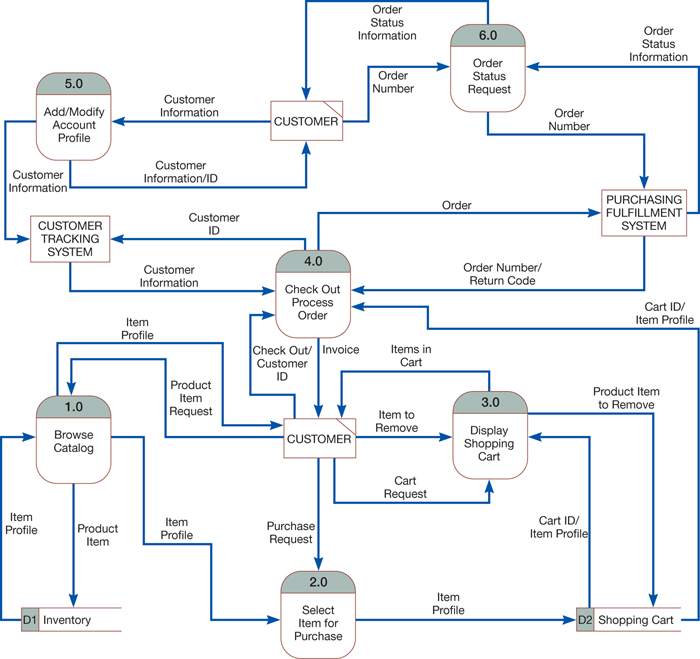 Order
Status
Information
6.0
Order
Status
Request
Order
Status
Information
5.0
Add/Modify
Account
Profile
Customer
Information
CUSTOMER
Order
Number
Order
Number
Customer
Information
Customer
Information/ID
CUSTOMER
TRACKING
SYSTEM
Customer
ID
Order
PURCHASING
FULFILLMENT
SYSTEM
Customer
Information
4.0
Check Out
Process
Order
Order Number/
Return Code
Cart ID/
Item Profile
Item
Profile
Product
Item
Request
Check Out/
Customer
ID
Invoice
Items in
Cart
1.0
Browse
Catalog
CUSTOMER
Item to
Remove
3.0
Display
Shopping
Cart
Product Item
to Remove
Cart
Request
Item
Profile
Product
Item
Item
Profile
Purchase
Request
Cart ID/
Item Profile
2.0
Select
Item for
Purchase
Item
Profile
D1 Inventory
D2 Shopping Cart